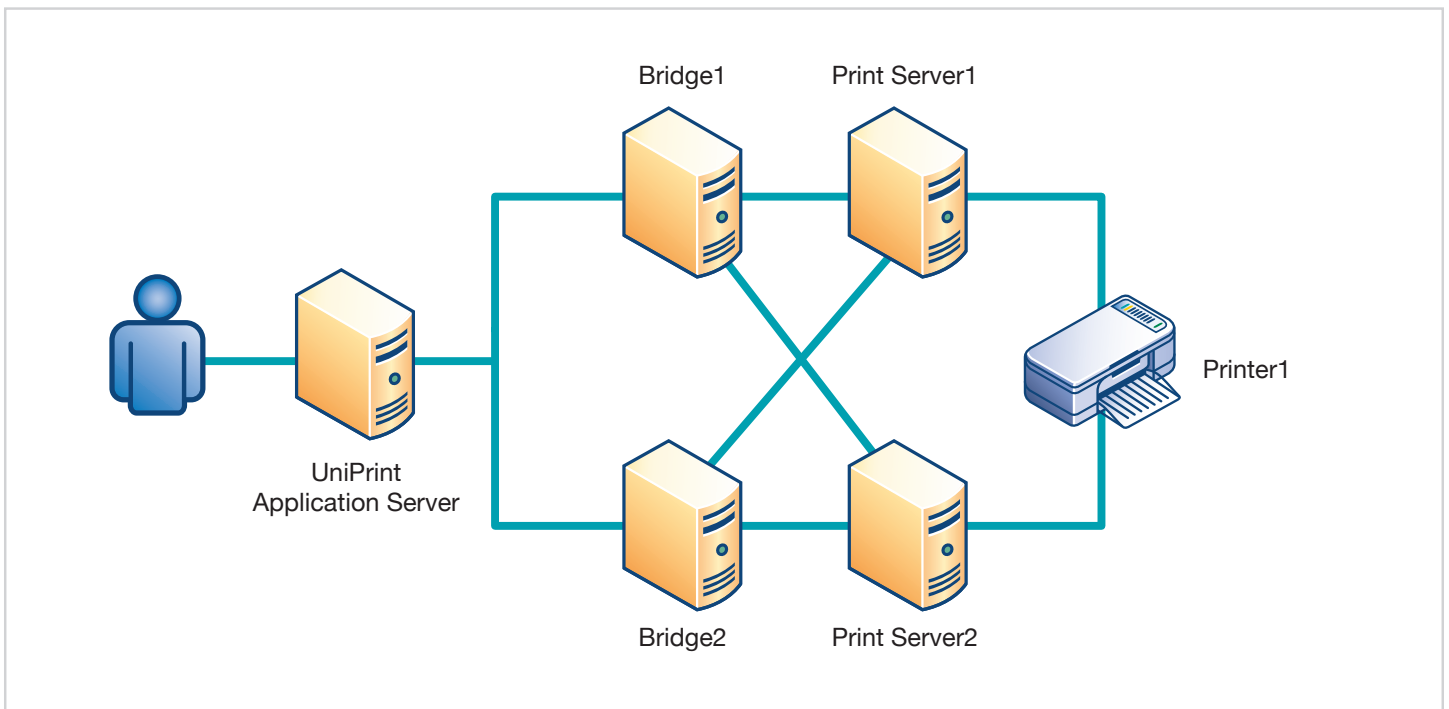 Bridge1
Print Server1
Printer1
UniPrint
Application Server
Bridge2
Print Server2